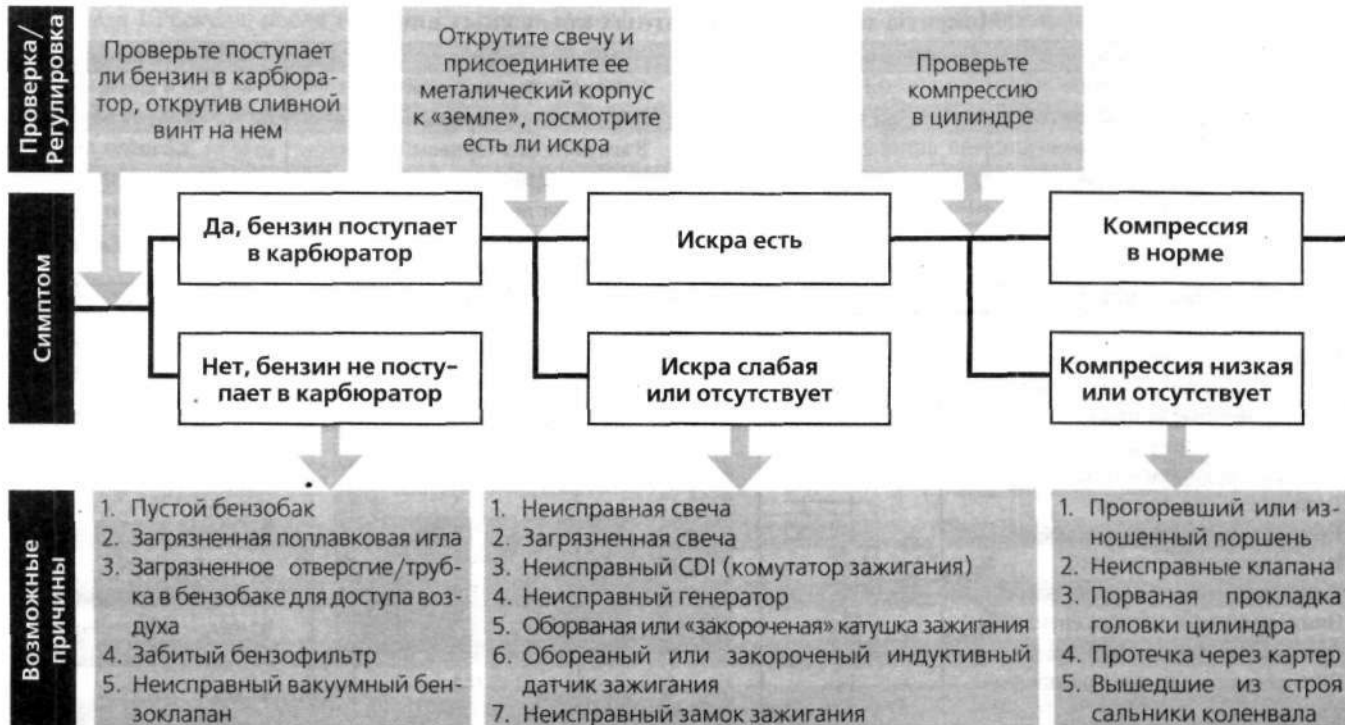 Проверка/
Регулировка
Проверьте поступает
ли бензин в карбюра-
тор, открутив сливной
винт на нем
Открутите свечу и
присоедините ее
металический корпус
к «земле», посмотрите
есть ли искра
Проверьте
компрессию
в цилиндре
Симптом
Да, бензин поступает
в карбюратор
Искра есть
Компрессия
в норме
Нет, бензин не посту-
пает в карбюратор
Искра слабая
или отсутствует
Компрессия низкая
или отсутствует
Возможные
причины
1. Пустой бензобак
2. Загрязненная поплавковая игла
3. Загрязненное отверстие/труб-
ка в бензобаке для доступа воз-
духа
4. Забитый бензофильтр
5. Неисправный вакуумный бен-
зоклапан
1. Неисправная свеча
2. Загрязненная свеча
3. Неисправный CDI (комутатор зажигания)
4. Неисправный генератор
5. Оборваная или «закороченая» катушка зажигания
6. Обореаный или закороченый индуктивный
датчик зажигания
7. Неисправный замок зажигания
1. Прогоревший или из-
ношенный поршень
2. Неисправные клапана
3. Порваная прокладка
головки цилиндра
4. Протечка через картер
5. Вышедшие из строя
сальники коленвала